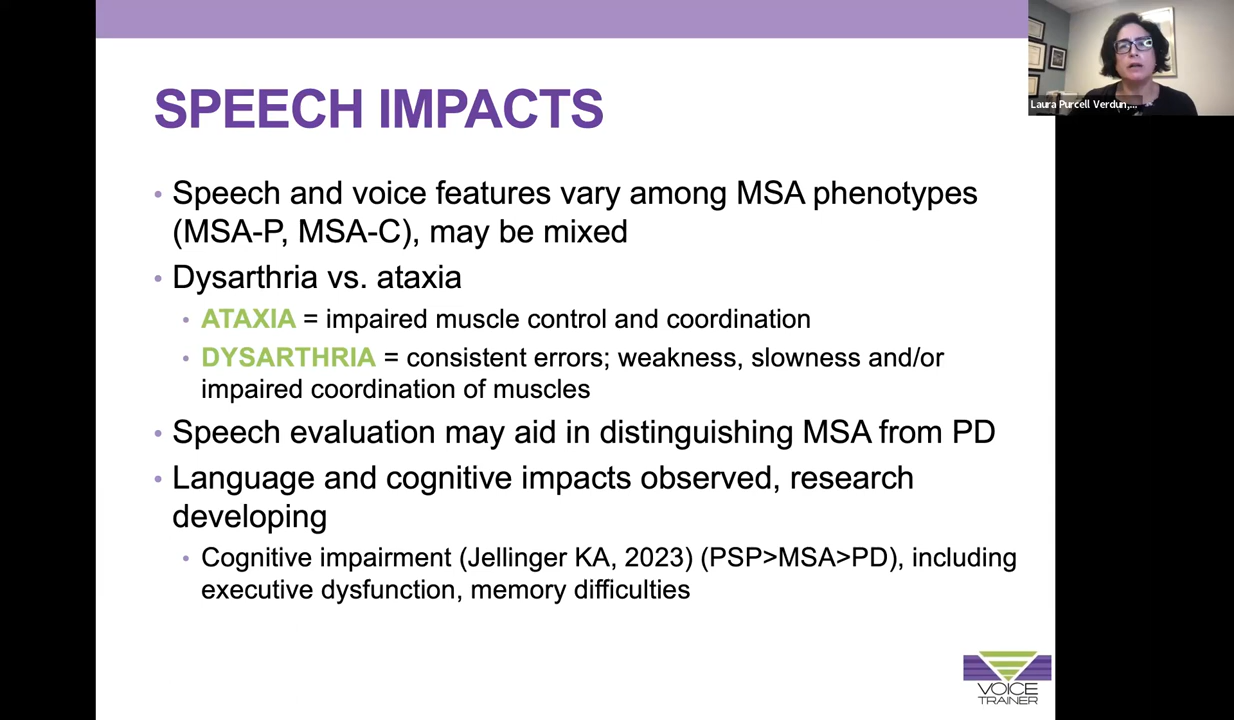 SPEECH IMPACTS
Laura Purcell Verdun,...
• Speech and voice features vary among MSA phenotypes
(MSA-P, MSA-C), may be mixed
• Dysarthria vs. ataxia
• ATAXIA = impaired muscle control and coordination
• DYSARTHRIA = consistent errors; weakness, slowness and/or
impaired coordination of muscles
• Speech evaluation may aid in distinguishing MSA from PD
• Language and cognitive impacts observed, research
developing
• Cognitive impairment (Jellinger KA, 2023) (PSP>MSA>PD), including
executive dysfunction, memory difficulties
VOICE
TRAINER